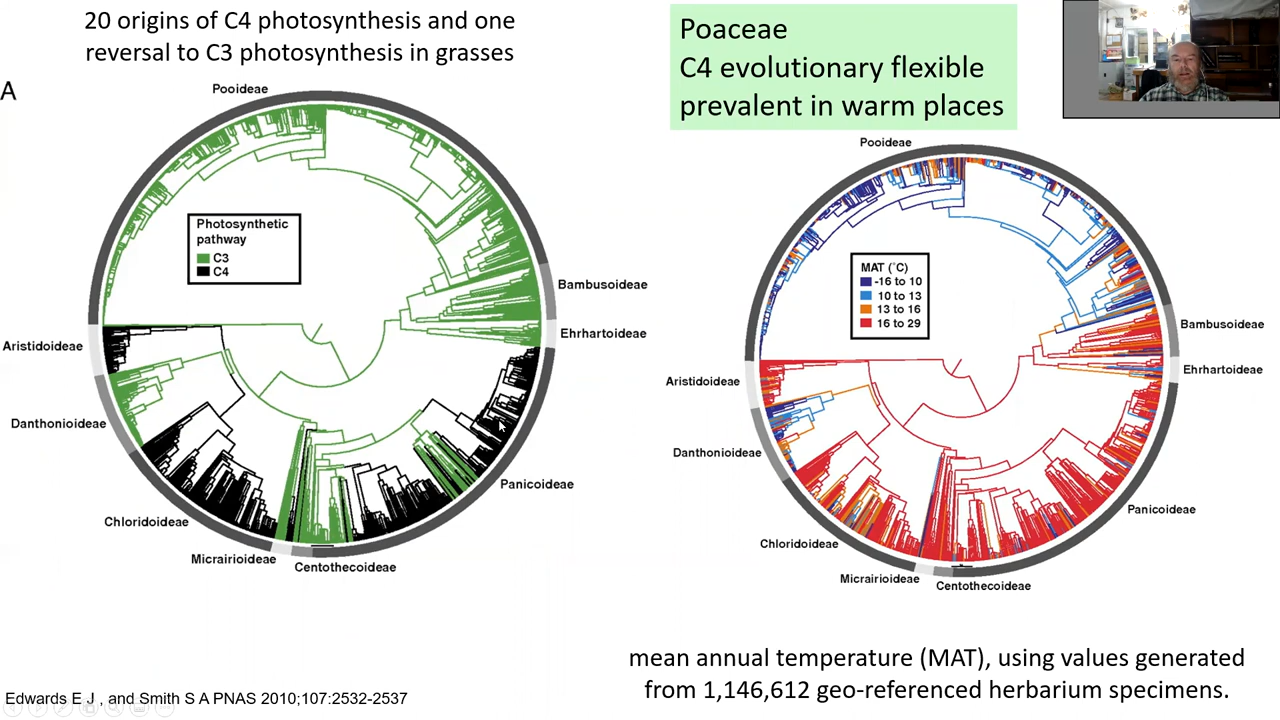 20 origins of C4 photosynthesis and one
reversal to C3 photosynthesis in grasses
A
Pooideae
Photosynthetic
pathway
C3
C4
Bambusoideae
Ehrhartoideae
Aristidoideae
Danthonioideae
Panicoideae
Chloridoideae
Micrairioideae
Centothecoideae
Poaceae
C4 evolutionary flexible
prevalent in warm places
Pooideae
MAT (˚C)
-16 to 10
10 to 13
13 to 16
16 to 29
Bambusoideae
Ehrhartoideae
Aristidoideae
Danthonioideae
Panicoideae
Chloridoideae
Micrairioideae
Centothecoideae
mean annual temperature (MAT), using values generated
from 1,146,612 geo-referenced herbarium specimens.
Edwards E J , and Smith S A PNAS 2010;107:2532-2537